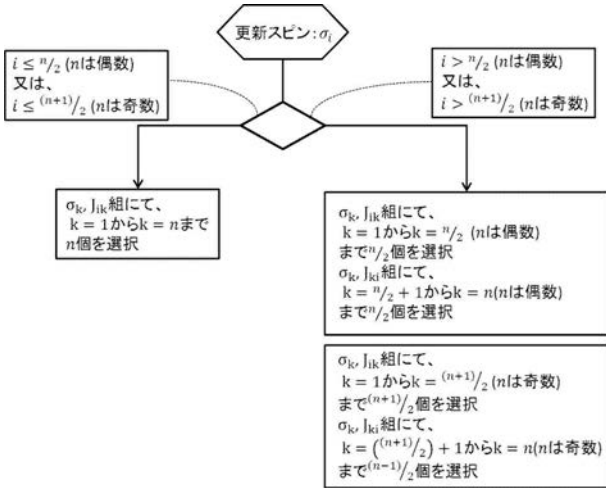 更新スピン：σᵢ
i ≤ ⁿ/₂ (nは偶数)
又は、
i ≤ ⁽ⁿ⁺¹⁾/₂ (nは奇数)
i > ⁿ/₂ (nは偶数)
又は、
i > ⁽ⁿ⁺¹⁾/₂ (nは奇数)
σₖ, Jᵢₖ組にて、
k = 1からk = nまで
n個を選択
σₖ, Jᵢₖ組にて、
k = 1からk = ⁿ/₂ (nは偶数)
までⁿ/₂個を選択
σₖ, Jₖᵢ組にて、
k = ⁿ/₂ + 1からk = n(nは偶数)
までⁿ/₂個を選択
σₖ, Jᵢₖ組にて、
k = 1からk = ⁽ⁿ⁺¹⁾/₂ (nは奇数)
まで⁽ⁿ⁺¹⁾/₂個を選択
σₖ, Jₖᵢ組にて、
k = (⁽ⁿ⁺¹⁾/₂) + 1からk = n(nは奇数)
まで⁽ⁿ⁻¹⁾/₂個を選択